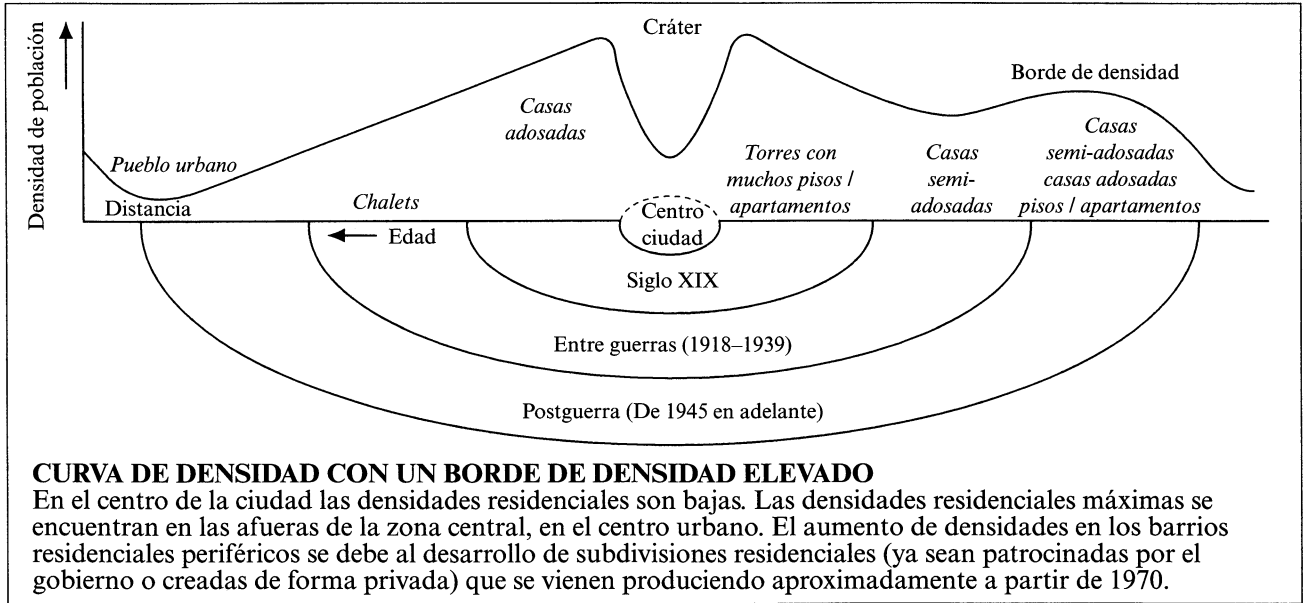 Densidad de población
Cráter
Borde de densidad
Casas
adosadas
Pueblo urbano
Torres con
muchos pisos /
apartamentos
Casas
semi-
adosadas
Casas
semi-adosadas
casas adosadas
pisos / apartamentos
Distancia
Chalets
Centro
ciudad
Edad
Siglo XIX
Entre guerras (1918–1939)
Postguerra (De 1945 en adelante)
CURVA DE DENSIDAD CON UN BORDE DE DENSIDAD ELEVADO
En el centro de la ciudad las densidades residenciales son bajas. Las densidades residenciales máximas se
encuentran en las afueras de la zona central, en el centro urbano. El aumento de densidades en los barrios
residenciales periféricos se debe al desarrollo de subdivisiones residenciales (ya sean patrocinadas por el
gobierno o creadas de forma privada) que se vienen produciendo aproximadamente a partir de 1970.